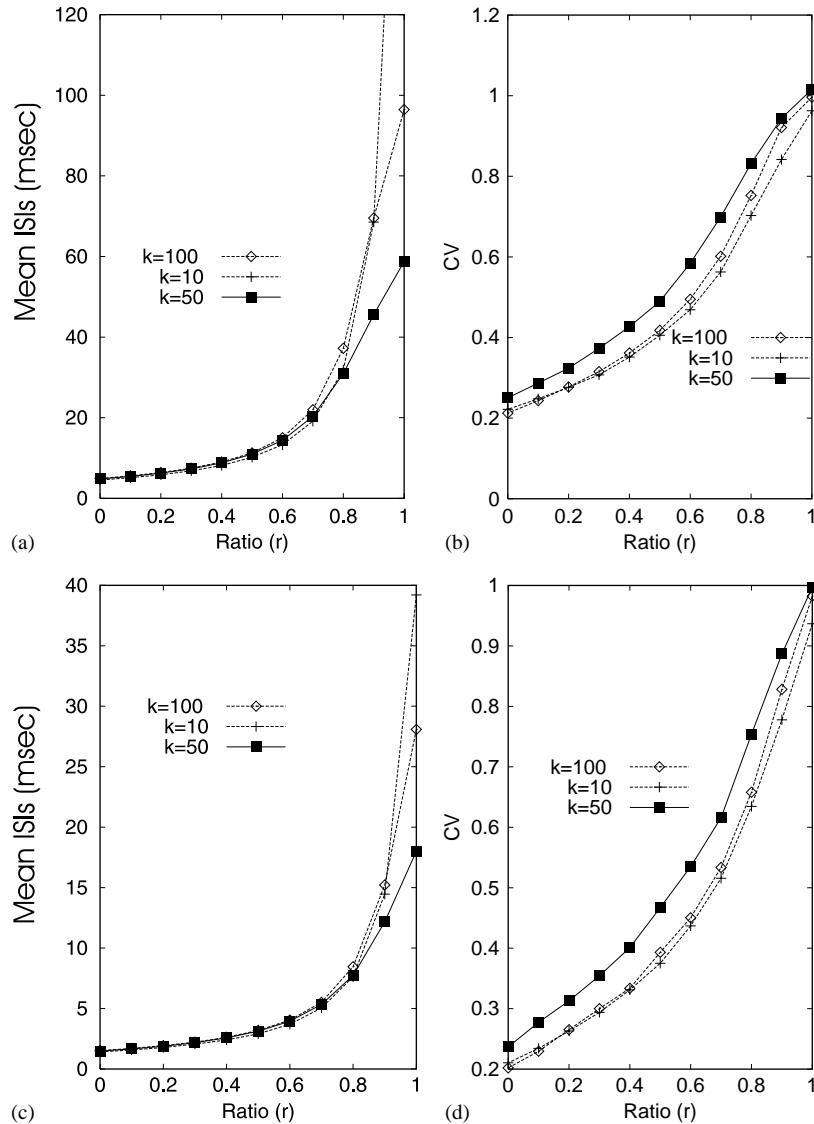 120
100
80
60
40
20
0
Mean ISIs (msec)
k=100
k=10
k=50
0 0.2 0.4 0.6 0.8 1
Ratio (r)
(a)
1.2
1
0.8
0.6
0.4
0.2
0
CV
k=100
k=10
k=50
0 0.2 0.4 0.6 0.8 1
Ratio (r)
(b)
40
35
30
25
20
15
10
5
0
Mean ISIs (msec)
k=100
k=10
k=50
0 0.2 0.4 0.6 0.8 1
Ratio (r)
(c)
1
0.9
0.8
0.7
0.6
0.5
0.4
0.3
0.2
CV
k=100
k=10
k=50
0 0.2 0.4 0.6 0.8 1
Ratio (r)
(d)